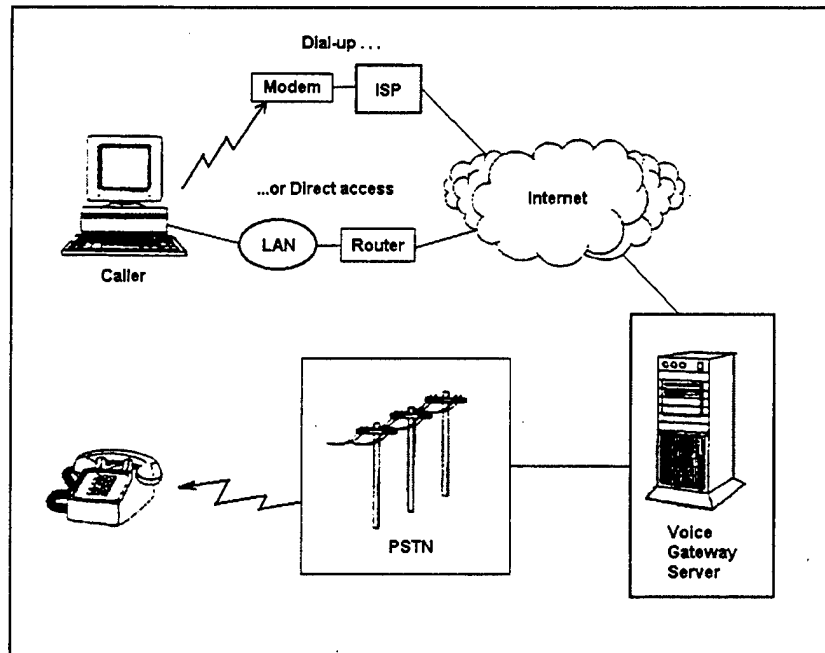 Dial-up . . .
Modem
ISP
...or Direct access
Internet
LAN
Router
Caller
PSTN
Voice
Gateway
Server